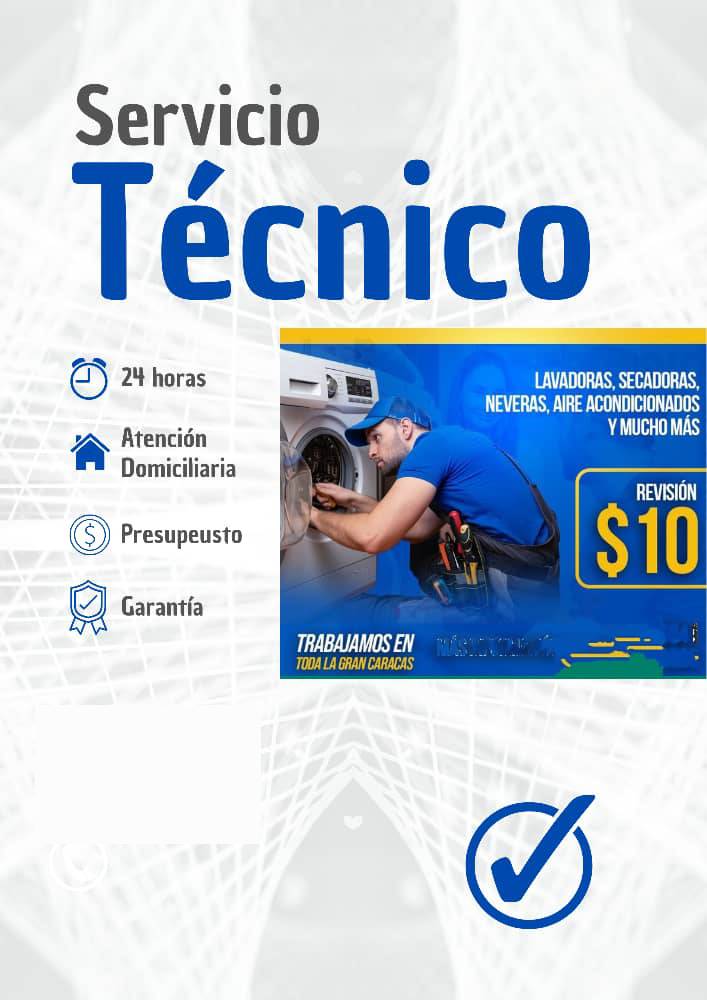 Servicio
Técnico
24 horas
Atención
Domiciliaria
Presupeusto
Garantía
LAVADORAS, SECADORAS,
NEVERAS, AIRE ACONDICIONADOS
Y MUCHO MÁS
REVISIÓN
$10
TRABAJAMOS EN
TODA LA GRAN CARACAS